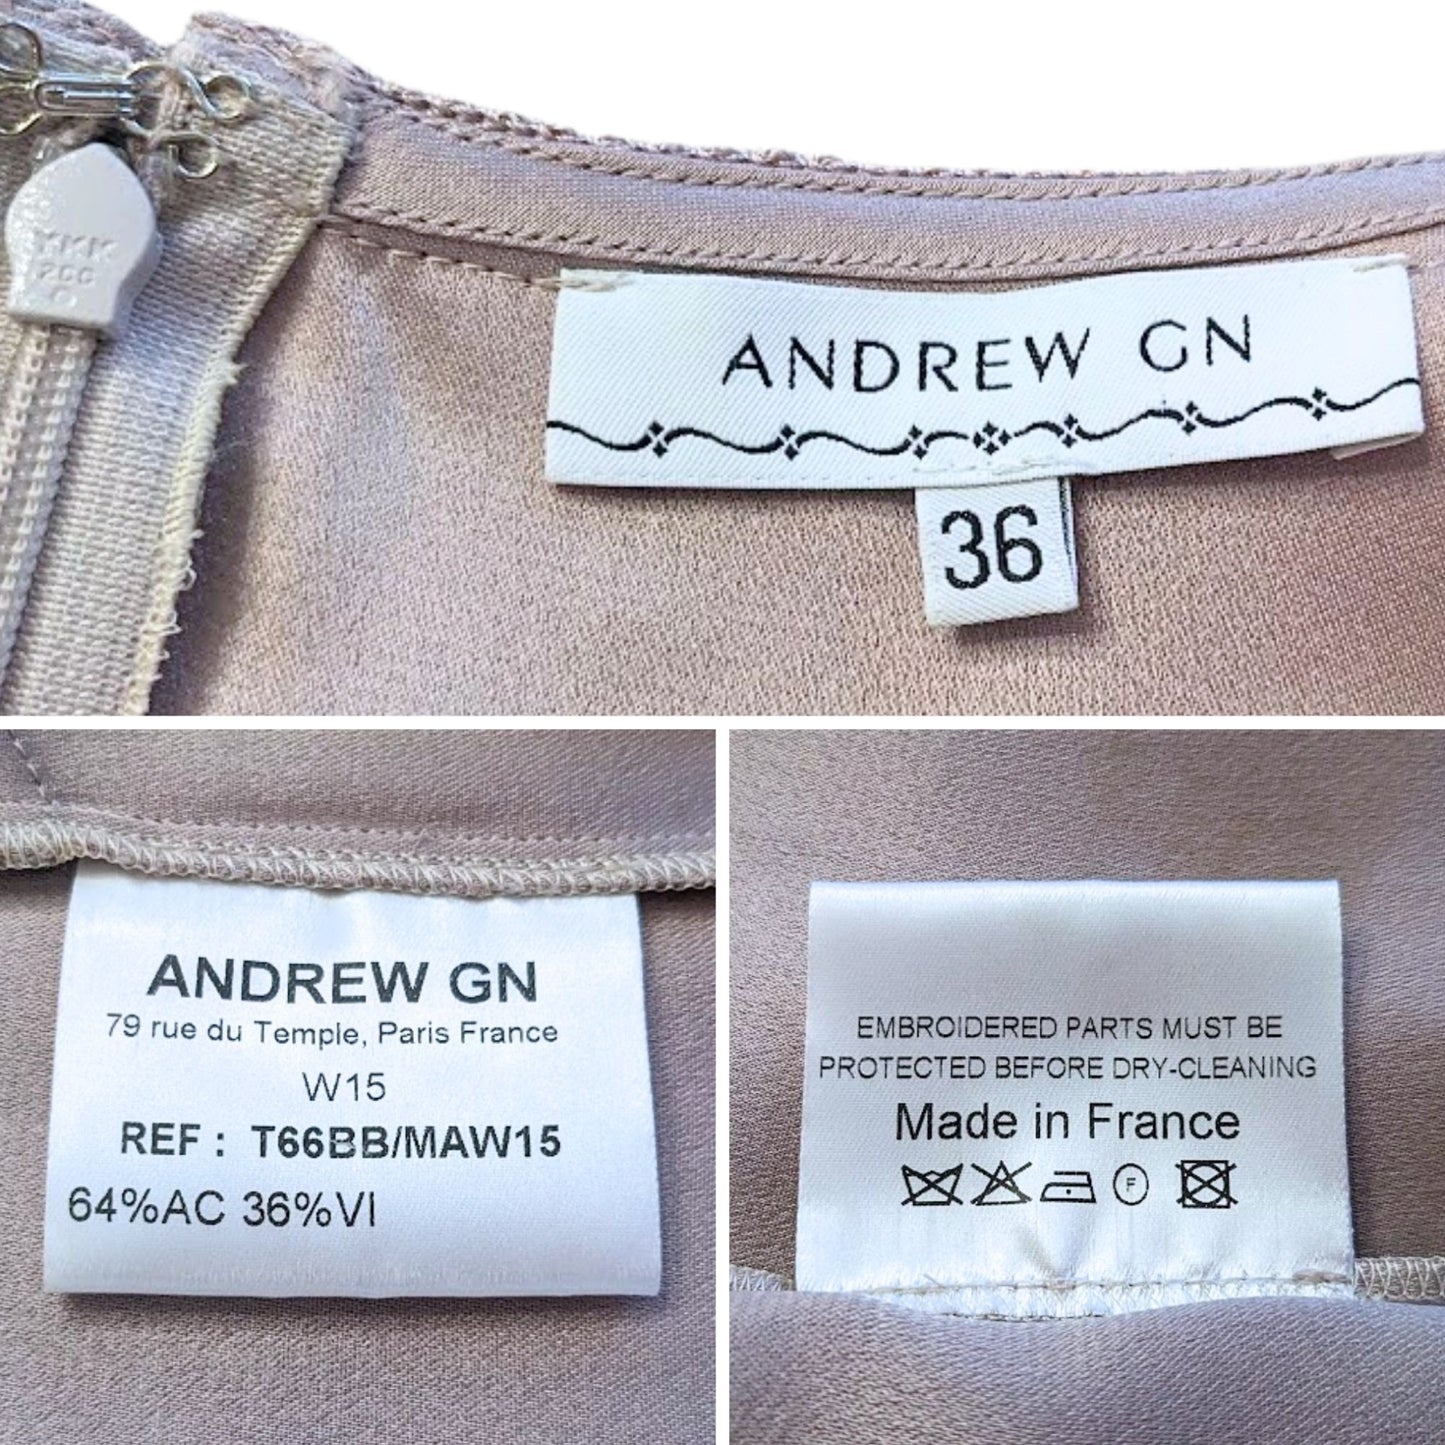 YKK
ANDREW GN
36
ANDREW GN
79 rue du Temple, Paris France
W15
REF : T66BB/MAW15
64%AC 36%VI
EMBROIDERED PARTS MUST BE
PROTECTED BEFORE DRY-CLEANING
Made in France
F